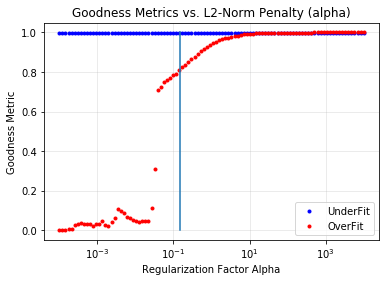 Goodness Metrics vs. L2-Norm Penalty (alpha)
Goodness Metric
1.0
0.8
0.6
0.4
0.2
0.0
UnderFit
OverFit
10⁻³
10⁻¹
10¹
10³
Regularization Factor Alpha